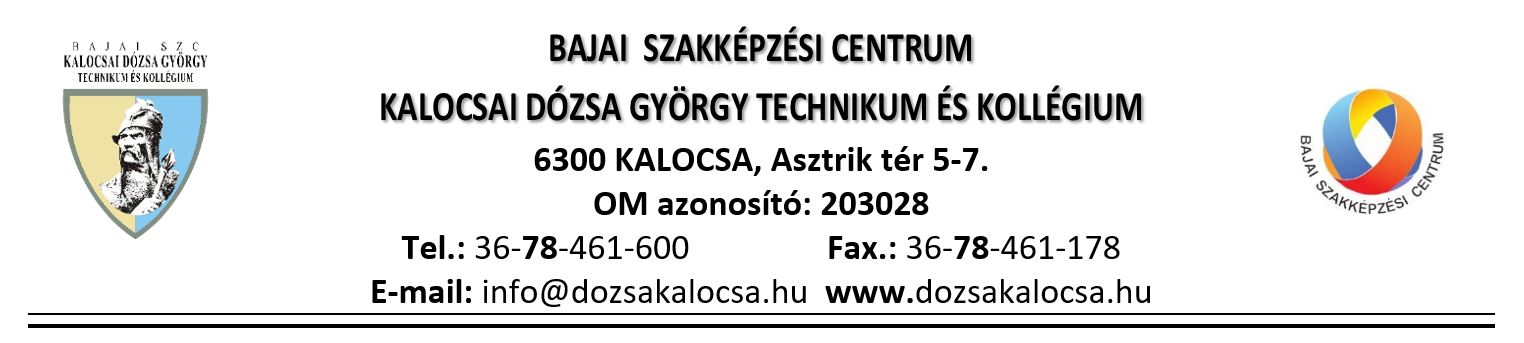 BAJAI SZC
KALOCSAI DÓZSA GYÖRGY
TECHNIKUM ÉS KOLLÉGIUM
BAJAI SZAKKÉPZÉSI CENTRUM
KALOCSAI DÓZSA GYÖRGY TECHNIKUM ÉS KOLLÉGIUM
6300 KALOCSA, Asztrik tér 5-7.
OM azonosító: 203028
Tel.: 36-78-461-600 Fax.: 36-78-461-178
E-mail: info@dozsakalocsa.hu www.dozsakalocsa.hu
BAJAI SZAKKÉPZÉSI CENTRUM